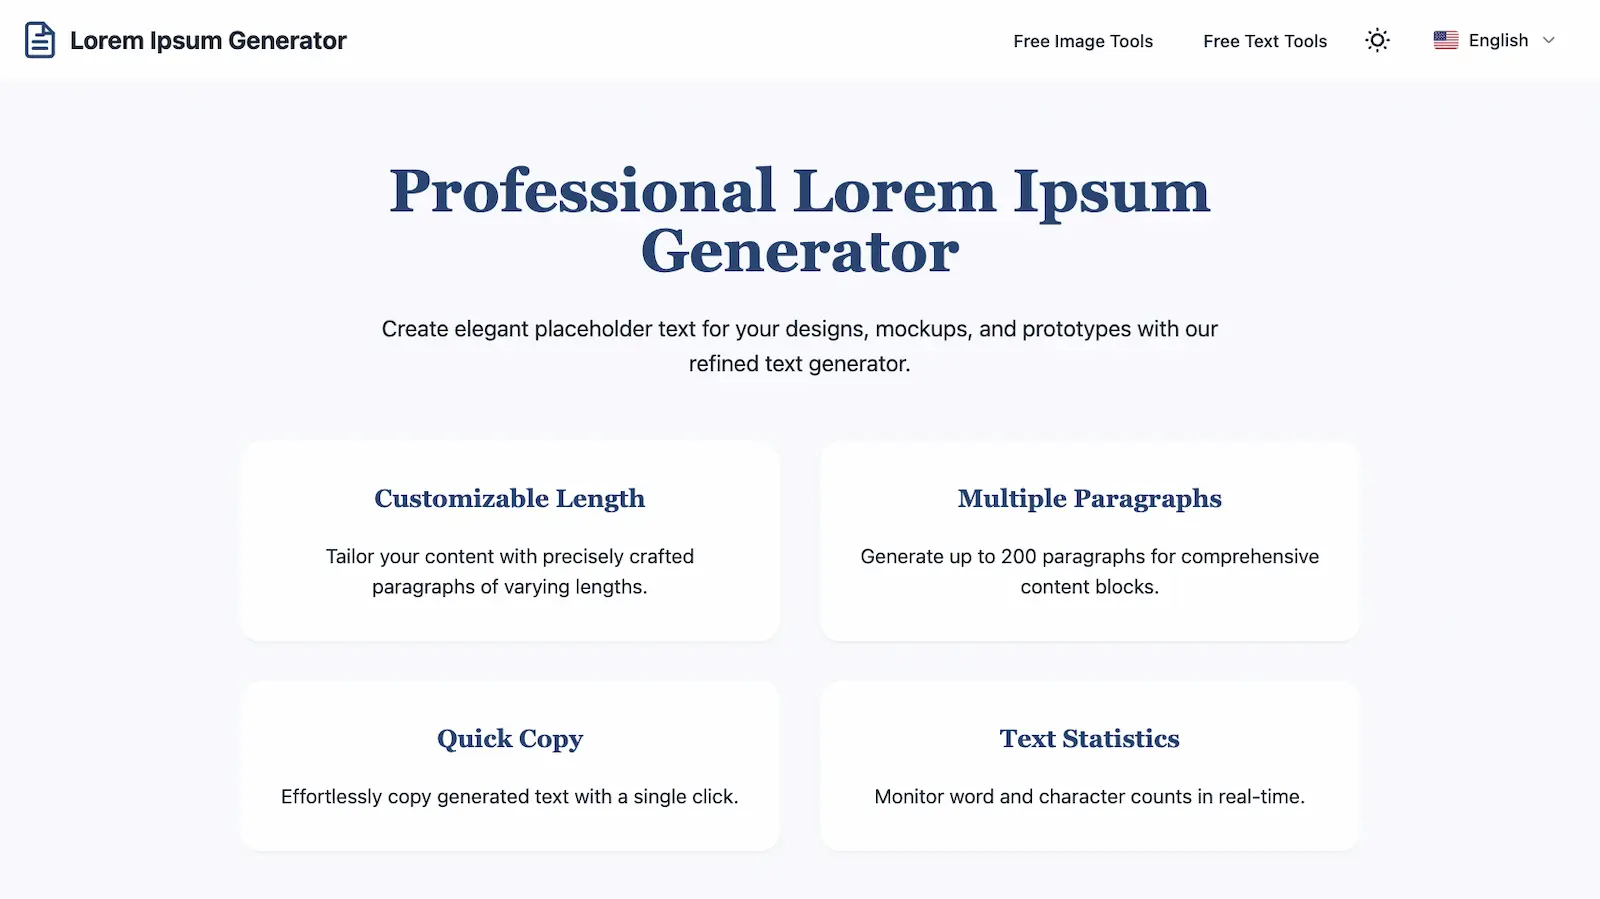 Lorem Ipsum Generator
Free Image Tools
Free Text Tools
English
Professional Lorem Ipsum
Generator
Create elegant placeholder text for your designs, mockups, and prototypes with our
refined text generator.
Customizable Length
Tailor your content with precisely crafted
paragraphs of varying lengths.
Multiple Paragraphs
Generate up to 200 paragraphs for comprehensive
content blocks.
Quick Copy
Effortlessly copy generated text with a single click.
Text Statistics
Monitor word and character counts in real-time.